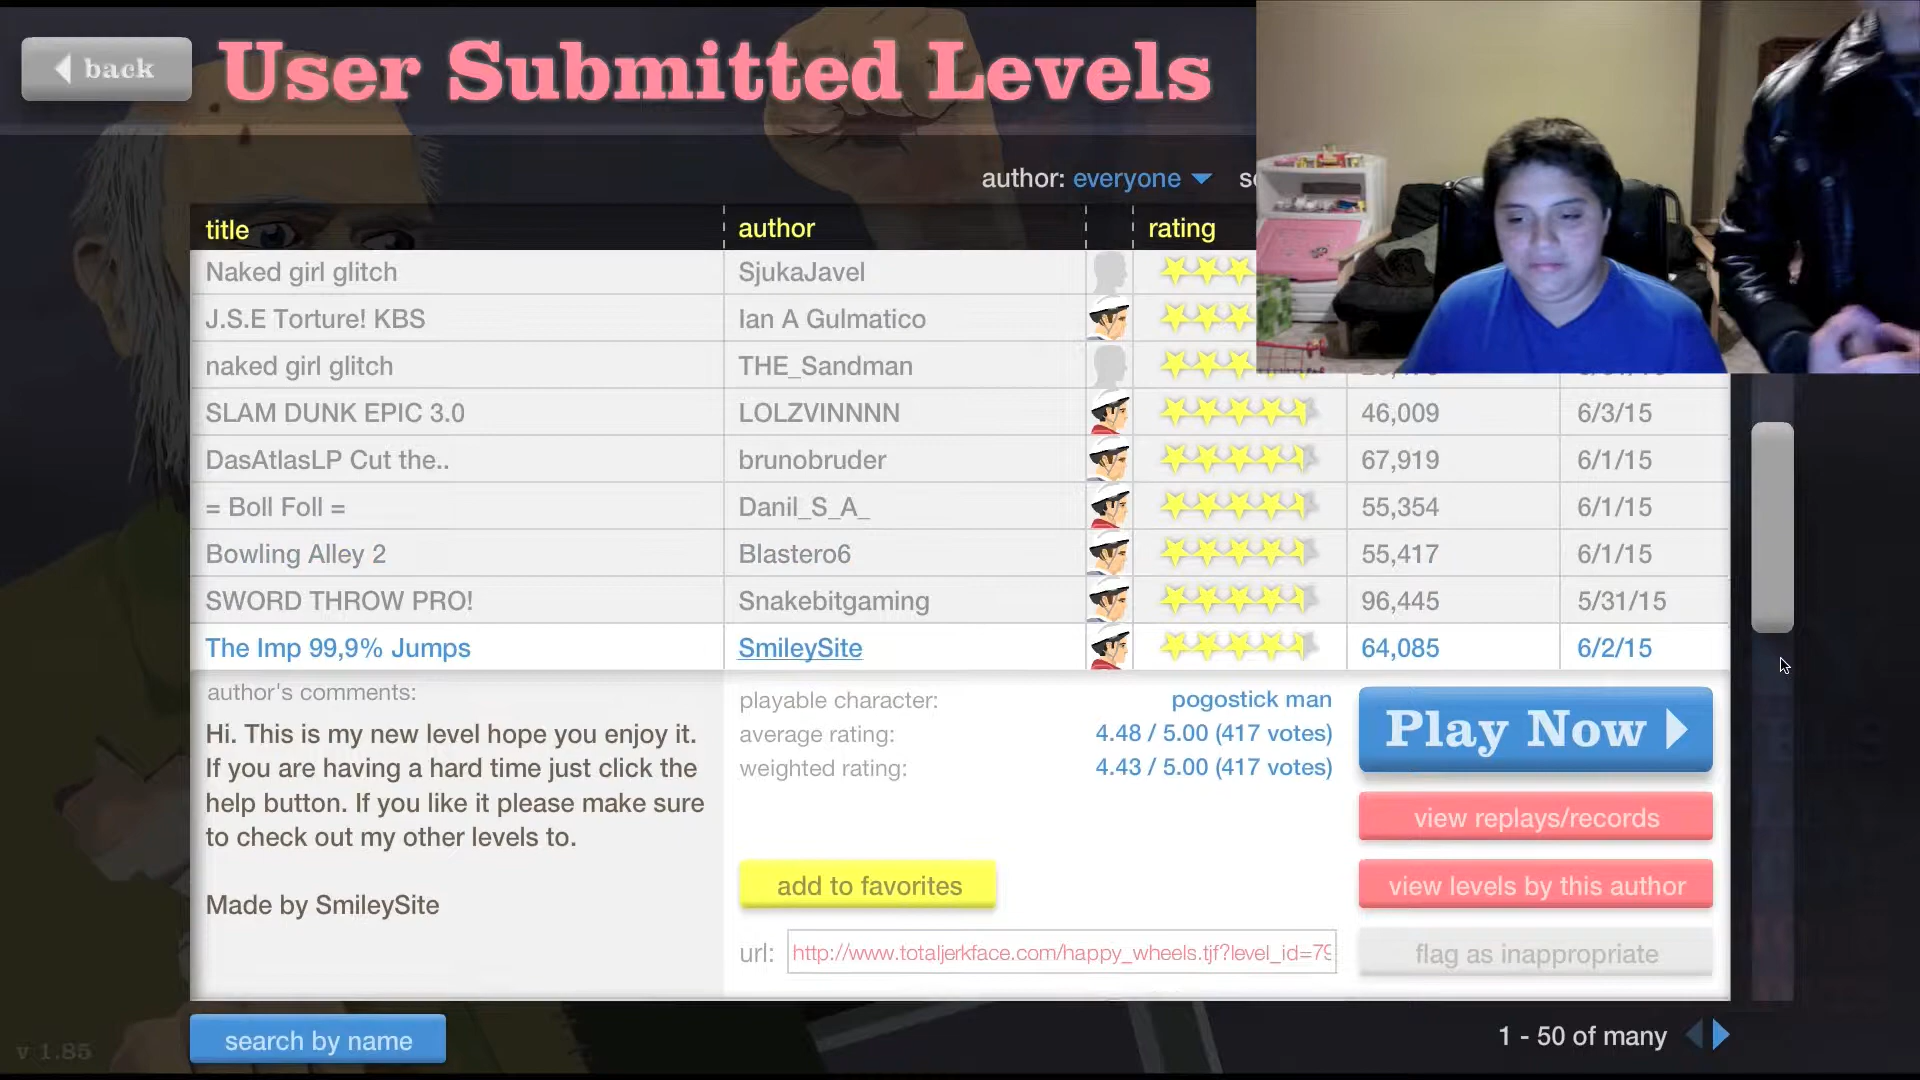 back
User Submitted Levels
author: everyone
title author rating
Naked girl glitch SjukaJavel
J.S.E Torture! KBS Ian A Gulmatico
naked girl glitch THE_Sandman
SLAM DUNK EPIC 3.0 LOLZVINNNN 46,009 6/3/15
DasAtlasLP Cut the.. brunobruder 67,919 6/1/15
= Boll Foll = Danil_S_A_ 55,354 6/1/15
Bowling Alley 2 Blastero6 55,417 6/1/15
SWORD THROW PRO! Snakebitgaming 96,445 5/31/15
The Imp 99,9% Jumps SmileySite 64,085 6/2/15
author's comments:
Hi. This is my new level hope you enjoy it.
If you are having a hard time just click the
help button. If you like it please make sure
to check out my other levels to.
Made by SmileySite
playable character: pogostick man
average rating: 4.48 / 5.00 (417 votes)
weighted rating: 4.43 / 5.00 (417 votes)
add to favorites
url: http://www.totaljerkface.com/happy_wheels.tjf?level_id=79
Play Now
view replays/records
view levels by this author
flag as inappropriate
v 1.85
search by name
1 - 50 of many